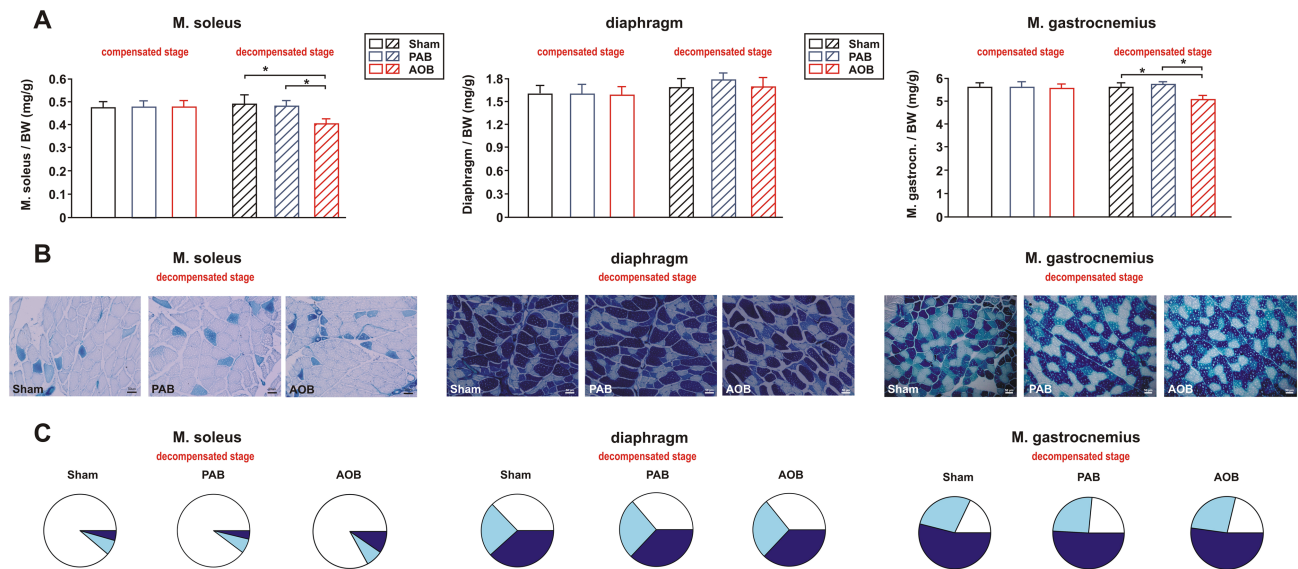 A
M. soleus
compensated stage
decompensated stage
Sham
PAB
AOB
M. soleus / BW (mg/g)
0.6
0.5
0.4
0.3
0.2
0.1
0
*
*
diaphragm
compensated stage
decompensated stage
Sham
PAB
AOB
Diaphragm / BW (mg/g)
1.8
1.5
1.2
0.9
0.6
0.3
0
M. gastrocnemius
compensated stage
decompensated stage
M. gastrocn. / BW (mg/g)
6
5
4
3
2
1
0
*
*
B
M. soleus
decompensated stage
Sham
PAB
AOB
diaphragm
decompensated stage
Sham
PAB
AOB
M. gastrocnemius
decompensated stage
Sham
PAB
AOB
C
M. soleus
decompensated stage
Sham
PAB
AOB
diaphragm
decompensated stage
Sham
PAB
AOB
M. gastrocnemius
decompensated stage
Sham
PAB
AOB